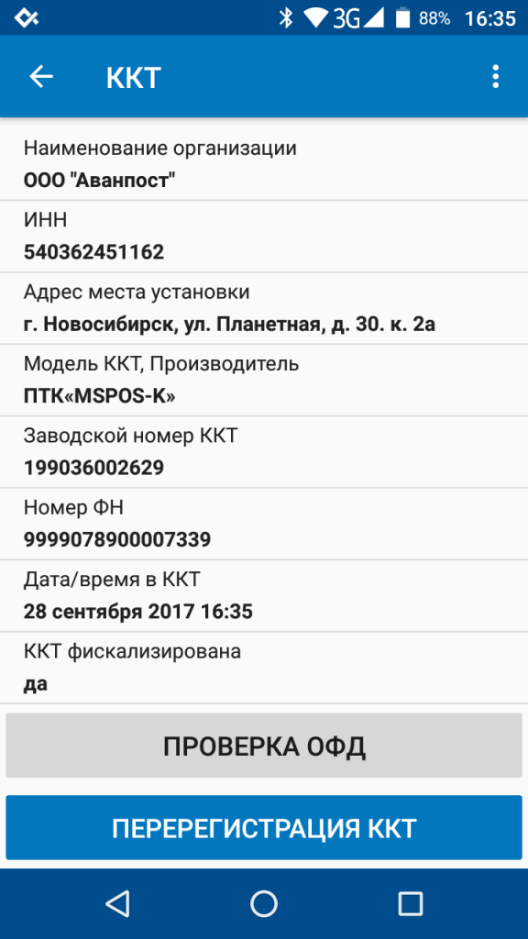 3G 88% 16:35
ККТ
Наименование организации
ООО "Аванпост"
ИНН
540362451162
Адрес места установки
г. Новосибирск, ул. Планетная, д. 30. к. 2а
Модель ККТ, Производитель
ПТК«MSPOS-K»
Заводской номер ККТ
199036002629
Номер ФН
9999078900007339
Дата/время в ККТ
28 сентября 2017 16:35
ККТ фискализирована
да
ПРОВЕРКА ОФД
ПЕРЕРЕГИСТРАЦИЯ ККТ